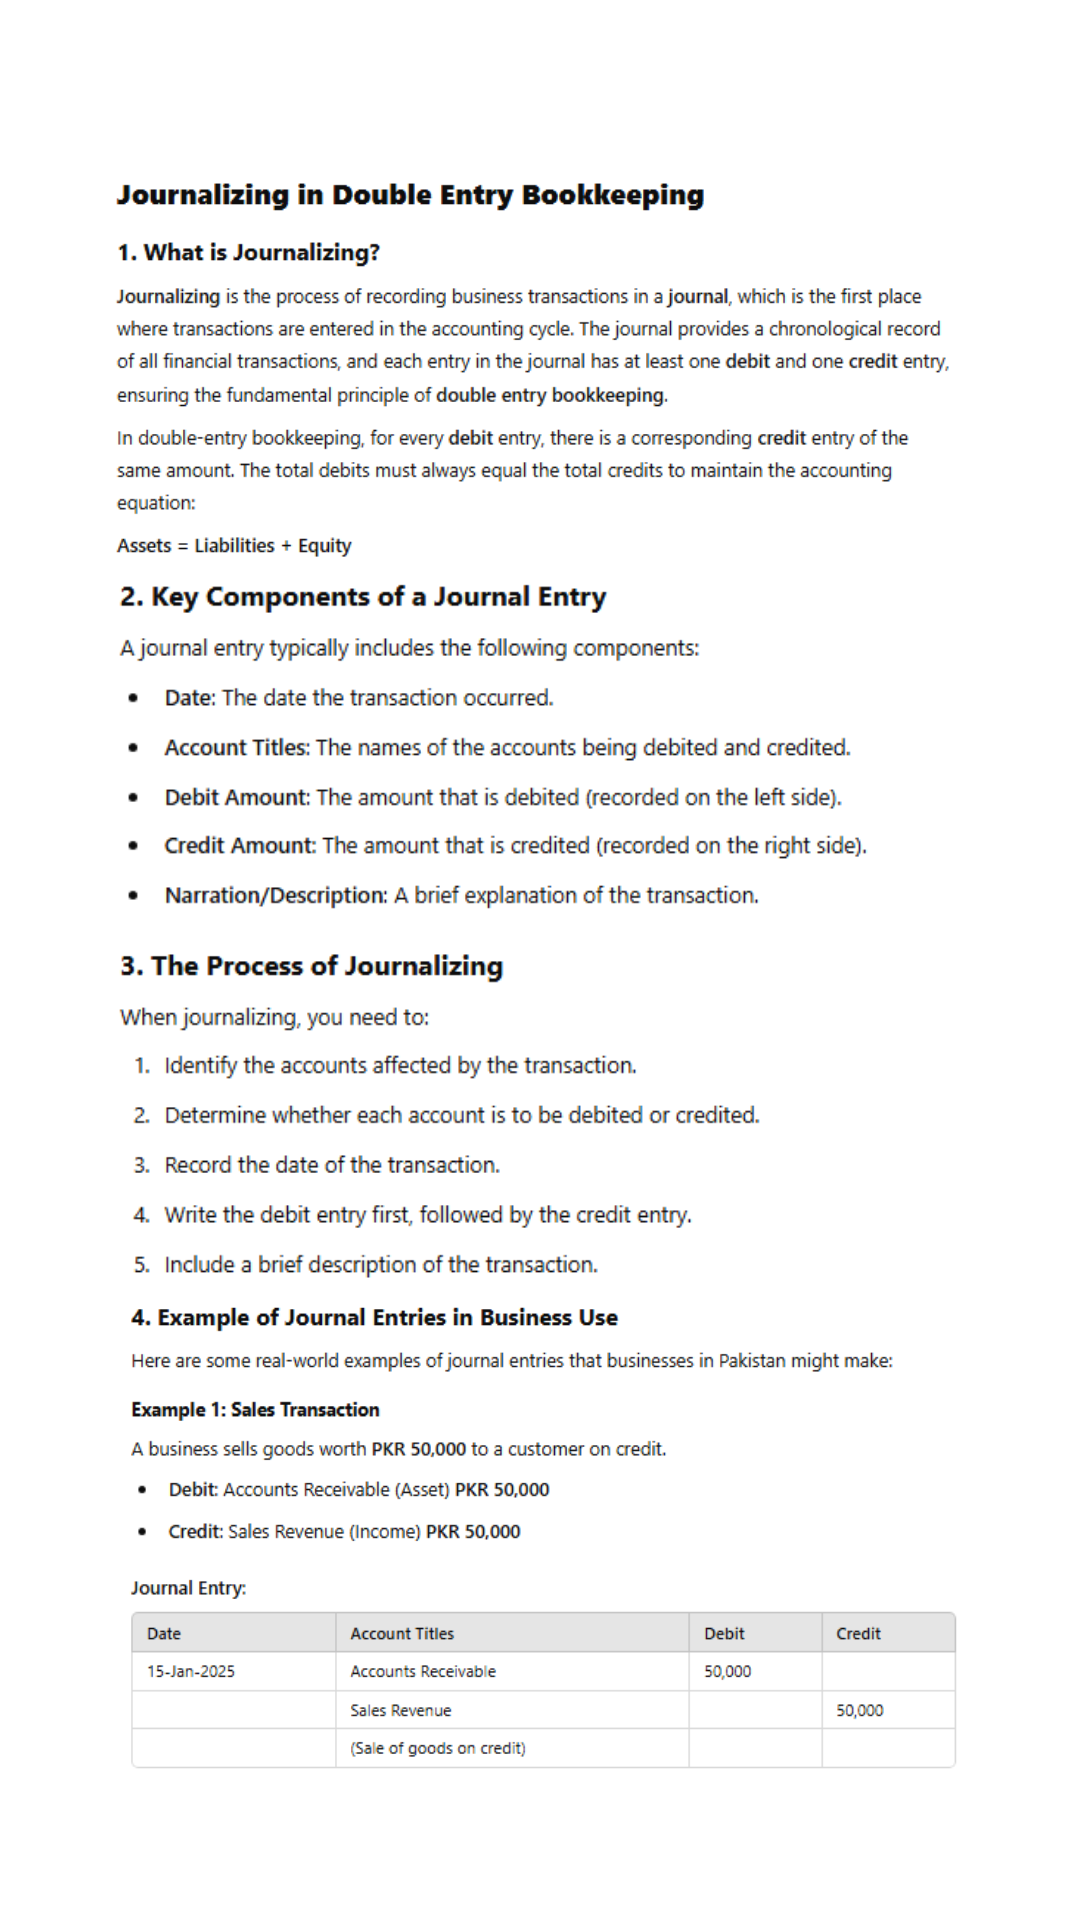 Journalizing in Double Entry Bookkeeping
1. What is Journalizing?
Journalizing is the process of recording business transactions in a journal, which is the first place
where transactions are entered in the accounting cycle. The journal provides a chronological record
of all financial transactions, and each entry in the journal has at least one debit and one credit entry,
ensuring the fundamental principle of double entry bookkeeping.
In double-entry bookkeeping, for every debit entry, there is a corresponding credit entry of the
same amount. The total debits must always equal the total credits to maintain the accounting
equation:
Assets = Liabilities + Equity
2. Key Components of a Journal Entry
A journal entry typically includes the following components:
• Date: The date the transaction occurred.
• Account Titles: The names of the accounts being debited and credited.
• Debit Amount: The amount that is debited (recorded on the left side).
• Credit Amount: The amount that is credited (recorded on the right side).
• Narration/Description: A brief explanation of the transaction.
3. The Process of Journalizing
When journalizing, you need to:
1. Identify the accounts affected by the transaction.
2. Determine whether each account is to be debited or credited.
3. Record the date of the transaction.
4. Write the debit entry first, followed by the credit entry.
5. Include a brief description of the transaction.
4. Example of Journal Entries in Business Use
Here are some real-world examples of journal entries that businesses in Pakistan might make:
Example 1: Sales Transaction
A business sells goods worth PKR 50,000 to a customer on credit.
• Debit: Accounts Receivable (Asset) PKR 50,000
• Credit: Sales Revenue (Income) PKR 50,000
Journal Entry:
Date Account Titles Debit Credit
15-Jan-2025 Accounts Receivable 50,000
Sales Revenue 50,000
(Sale of goods on credit)